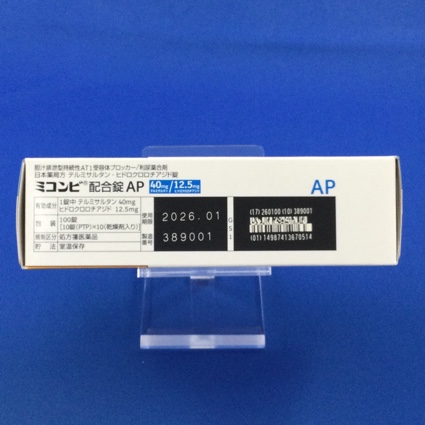 胆汁排泄型持続性AT1受容体ブロッカー/利尿薬合剤
日本薬局方 テルミサルタン・ヒドロクロロチアジド錠
ミコンビ®配合錠AP 40mg/12.5mg
有効成分 1錠中 テルミサルタン 40mg
ヒドロクロロチアジド 12.5mg
包装 100錠
[10錠(PTP)×10(乾燥剤入り)]
規制区分 処方箋医薬品
貯法 室温保存
使用期限 2026.01
製造番号 389001
GS1
AP
(17)260100(10)389001
(01)14987413670514